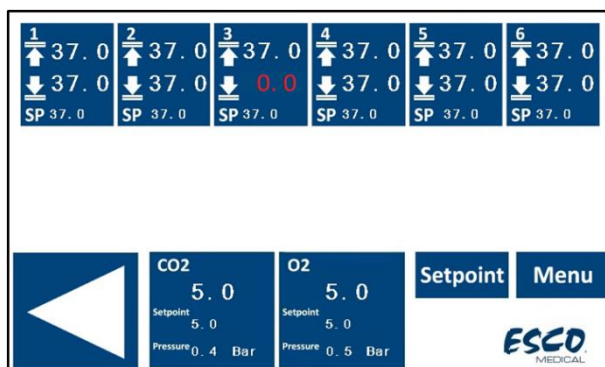 1 2 3 4 5 6
37.0 37.0 37.0 37.0 37.0 37.0
37.0 37.0 0.0 37.0 37.0 37.0
SP 37.0 SP 37.0 SP 37.0 SP 37.0 SP 37.0 SP 37.0
CO2
5.0
Setpoint
5.0
Pressure 0.4 Bar
O2
5.0
Setpoint
5.0
Pressure 0.5 Bar
Setpoint
Menu
ESCO
MEDICAL